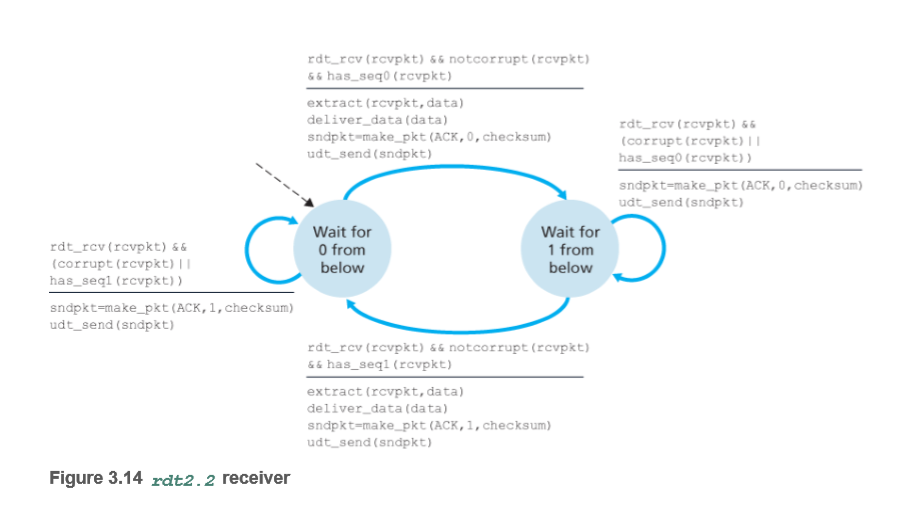 rdt_rcv(rcvpkt) && notcorrupt(rcvpkt)
&& has_seq0(rcvpkt)
extract(rcvpkt,data)
deliver_data(data)
sndpkt=make_pkt(ACK,0,checksum)
udt_send(sndpkt)
rdt_rcv(rcvpkt) &&
(corrupt(rcvpkt)||
has_seq0(rcvpkt))
sndpkt=make_pkt(ACK,0,checksum)
udt_send(sndpkt)
Wait for
0 from
below
Wait for
1 from
below
rdt_rcv(rcvpkt) &&
(corrupt(rcvpkt)||
has_seq1(rcvpkt))
sndpkt=make_pkt(ACK,1,checksum)
udt_send(sndpkt)
rdt_rcv(rcvpkt) && notcorrupt(rcvpkt)
&& has_seq1(rcvpkt)
extract(rcvpkt,data)
deliver_data(data)
sndpkt=make_pkt(ACK,1,checksum)
udt_send(sndpkt)
Figure 3.14 rdt2.2 receiver